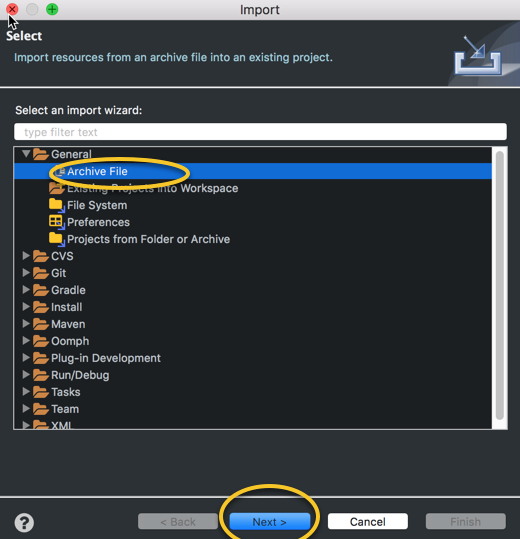 Import
Select
Import resources from an archive file into an existing project.
Select an import wizard:
type filter text
General
Archive File
Existing Projects into Workspace
File System
Preferences
Projects from Folder or Archive
CVS
Git
Gradle
Install
Maven
Oomph
Plug-in Development
Run/Debug
Tasks
Team
XML
? < Back Next > Cancel Finish